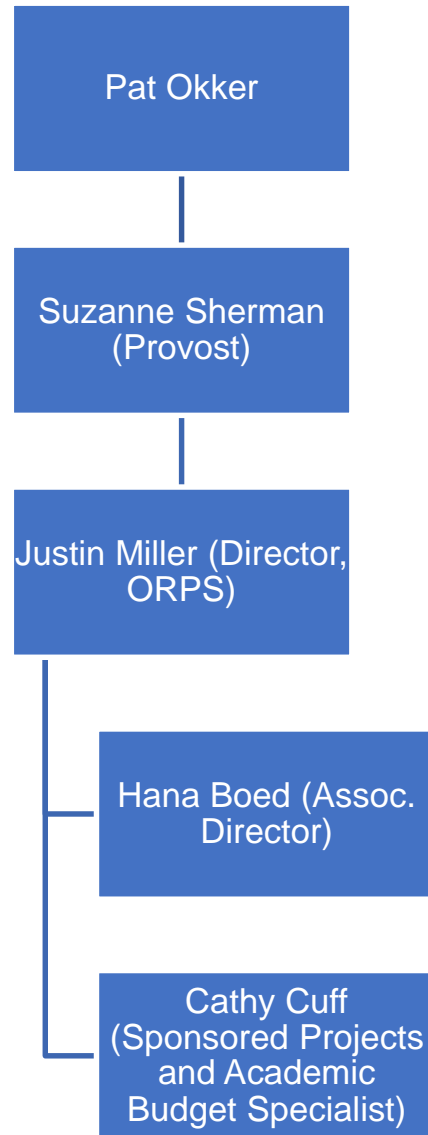 Pat Okker
Suzanne Sherman
(Provost)
Justin Miller (Director,
ORPS)
Hana Boed (Assoc.
Director)
Cathy Cuff
(Sponsored Projects
and Academic
Budget Specialist)